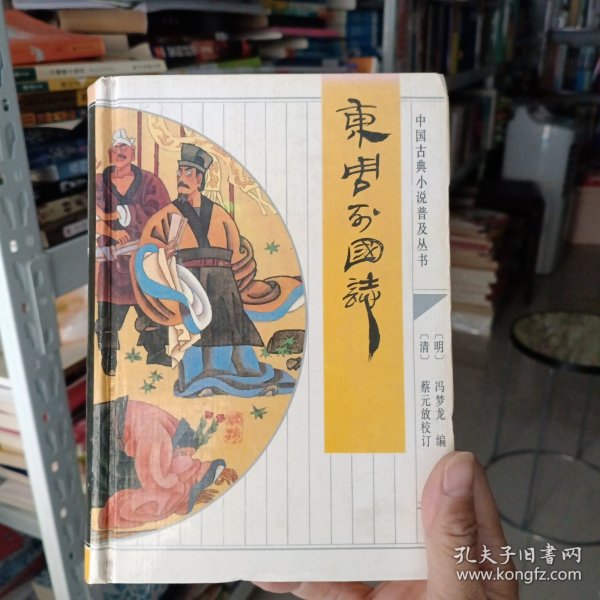 東周列國誌
中国古典小说普及丛书
〔明〕 冯梦龙 编
〔清〕 蔡元放校订
孔夫子旧书网
www.kongfz.com